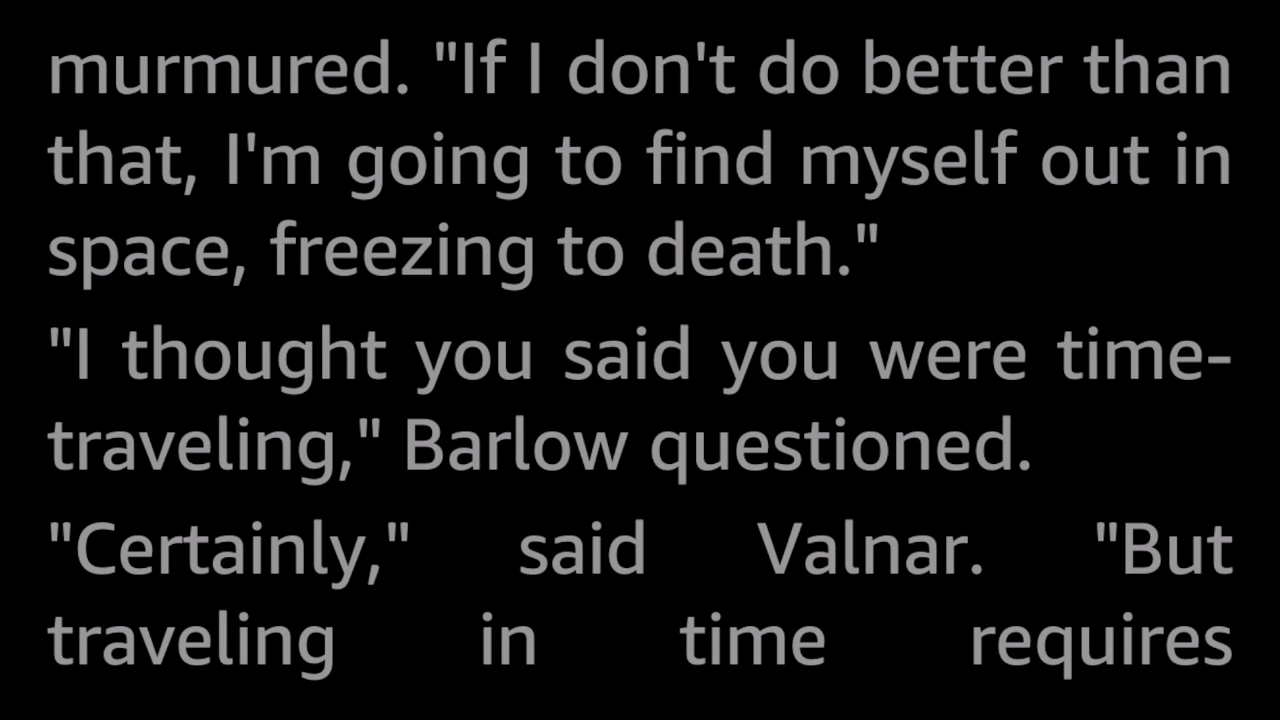 murmured. "If I don't do better than
that, I'm going to find myself out in
space, freezing to death."
"I thought you said you were time-
traveling," Barlow questioned.
"Certainly," said Valnar. "But
traveling in time requires